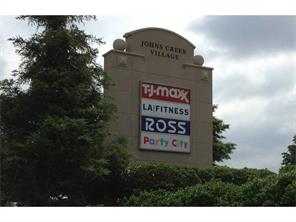 JOHNS CREEK
VILLAGE
T.J.maxx
LA|FITNESS
ROSS
Party City